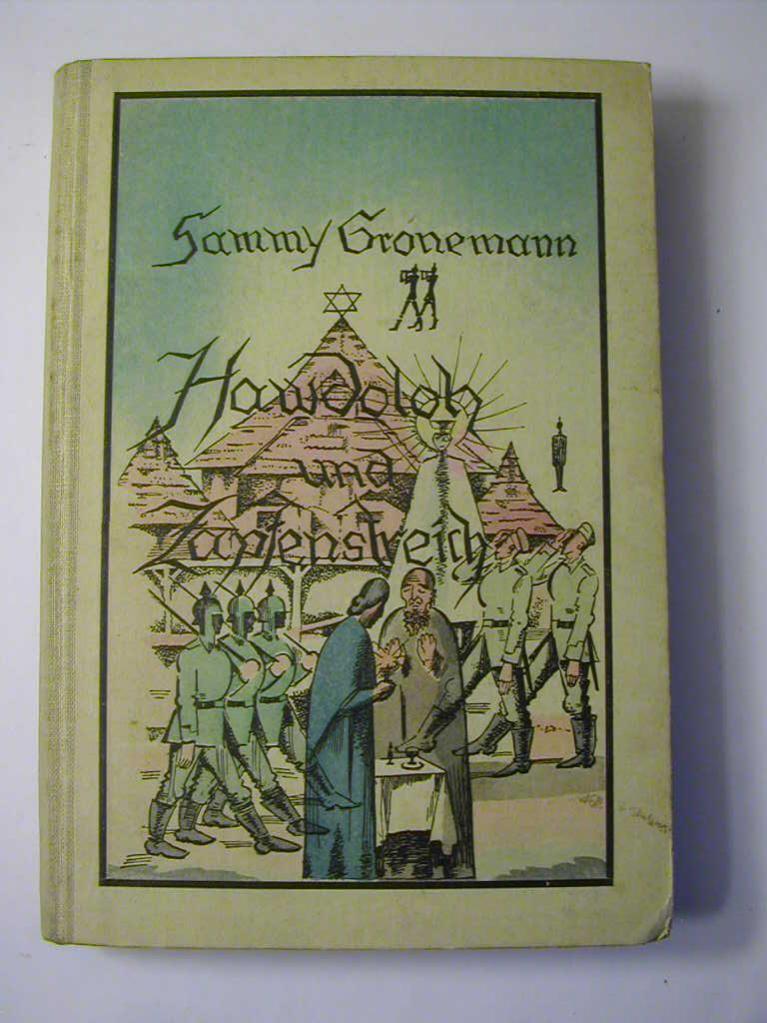 Sammy Gronemann
Hawdoloh
und
Zapfenstreich